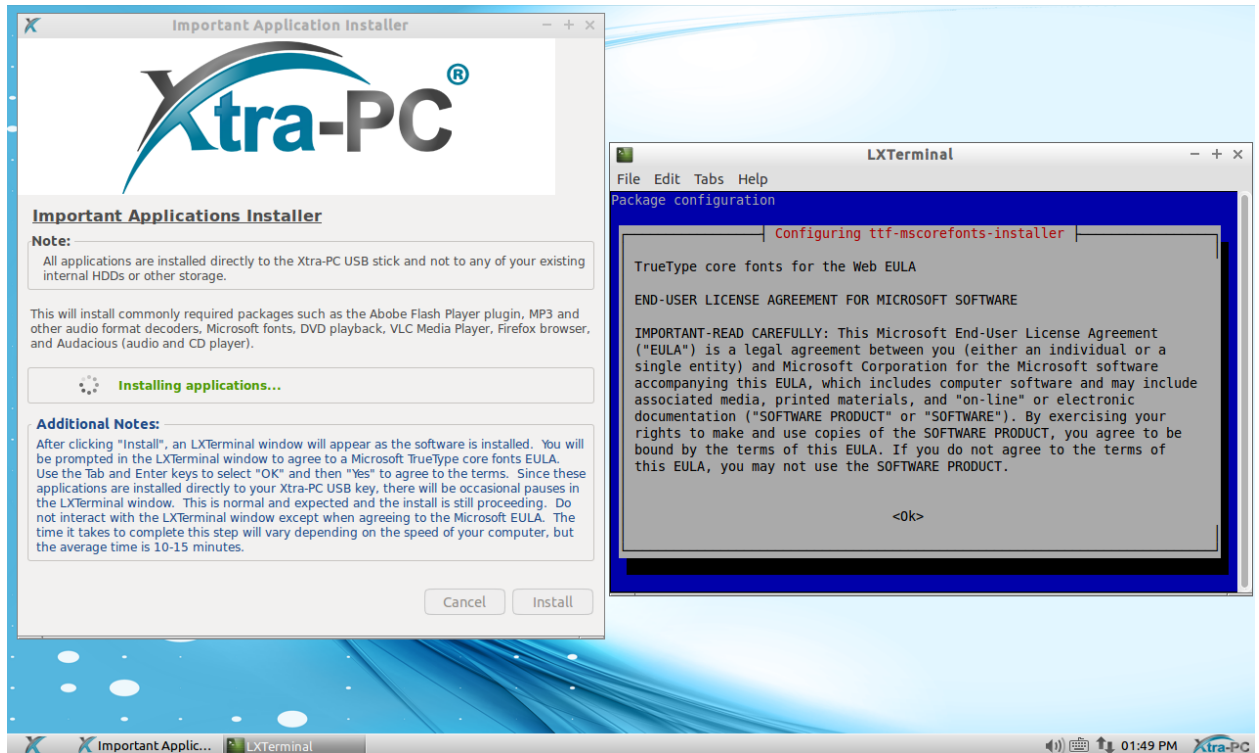 Important Application Installer
Xtra-PC®
Important Applications Installer
Note:
All applications are installed directly to the Xtra-PC USB stick and not to any of your existing
internal HDDs or other storage.
This will install commonly required packages such as the Abobe Flash Player plugin, MP3 and
other audio format decoders, Microsoft fonts, DVD playback, VLC Media Player, Firefox browser,
and Audacious (audio and CD player).
Installing applications...
Additional Notes:
After clicking "Install", an LXTerminal window will appear as the software is installed. You will
be prompted in the LXTerminal window to agree to a Microsoft TrueType core fonts EULA.
Use the Tab and Enter keys to select "OK" and then "Yes" to agree to the terms. Since these
applications are installed directly to your Xtra-PC USB key, there will be occasional pauses in
the LXTerminal window. This is normal and expected and the install is still proceeding. Do
not interact with the LXTerminal window except when agreeing to the Microsoft EULA. The
time it takes to complete this step will vary depending on the speed of your computer, but
the average time is 10-15 minutes.
Cancel Install
LXTerminal
File Edit Tabs Help
Package configuration
Configuring ttf-mscorefonts-installer
TrueType core fonts for the Web EULA
END-USER LICENSE AGREEMENT FOR MICROSOFT SOFTWARE
IMPORTANT-READ CAREFULLY: This Microsoft End-User License Agreement
("EULA") is a legal agreement between you (either an individual or a
single entity) and Microsoft Corporation for the Microsoft software
accompanying this EULA, which includes computer software and may include
associated media, printed materials, and "on-line" or electronic
documentation ("SOFTWARE PRODUCT" or "SOFTWARE"). By exercising your
rights to make and use copies of the SOFTWARE PRODUCT, you agree to be
bound by the terms of this EULA. If you do not agree to the terms of
this EULA, you may not use the SOFTWARE PRODUCT.
<Ok>
Important Applic... LXTerminal 01:49 PM Xtra-PC